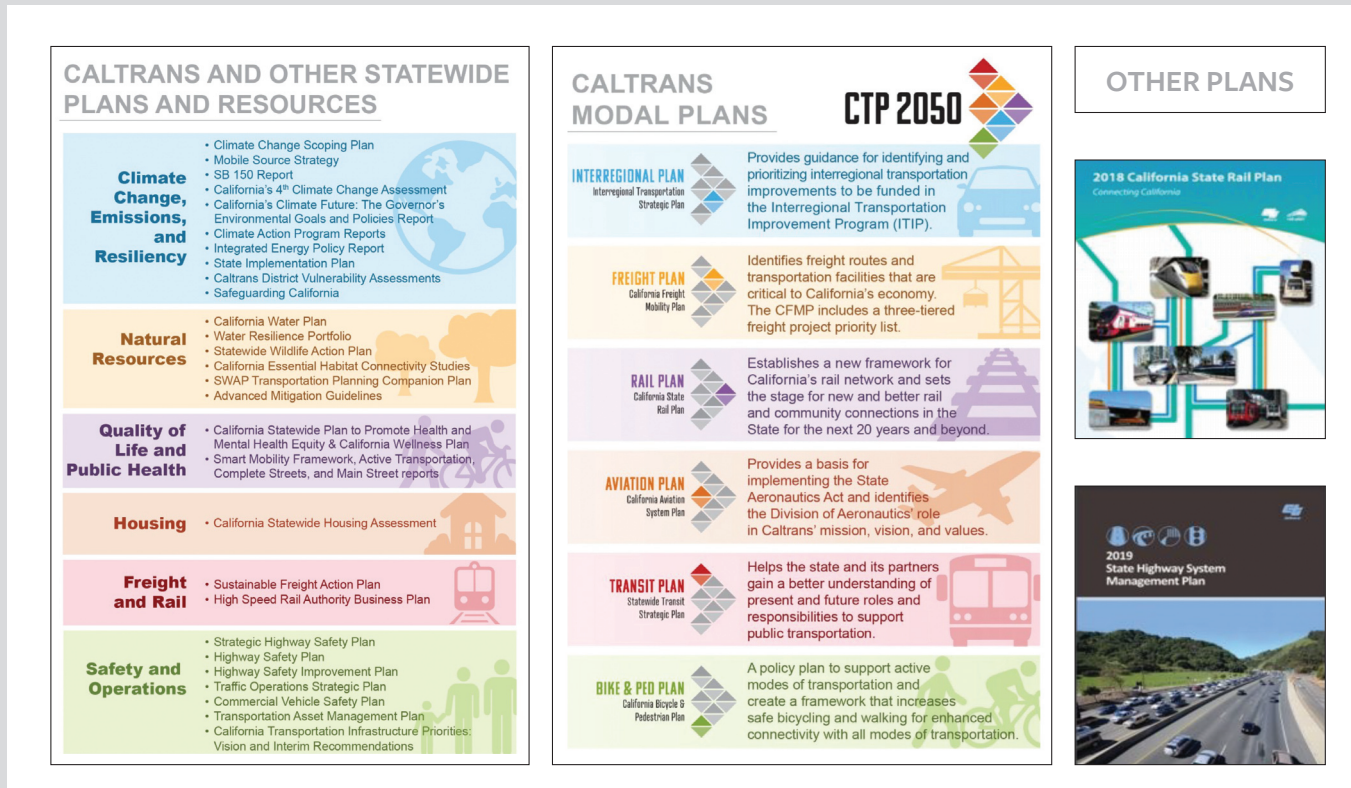 CALTRANS AND OTHER STATEWIDE
PLANS AND RESOURCES
Climate
Change,
Emissions,
and
Resiliency
• Climate Change Scoping Plan
• Mobile Source Strategy
• SB 150 Report
• California's 4th Climate Change Assessment
• California's Climate Future: The Governor's
Environmental Goals and Policies Report
• Climate Action Program Reports
• Integrated Energy Policy Report
• State Implementation Plan
• Caltrans District Vulnerability Assessments
• Safeguarding California
Natural
Resources
• California Water Plan
• Water Resilience Portfolio
• Statewide Wildlife Action Plan
• California Essential Habitat Connectivity Studies
• SWAP Transportation Planning Companion Plan
• Advanced Mitigation Guidelines
Quality of
Life and
Public Health
• California Statewide Plan to Promote Health and
Mental Health Equity & California Wellness Plan
• Smart Mobility Framework, Active Transportation,
Complete Streets, and Main Street reports
Housing
• California Statewide Housing Assessment
Freight
and Rail
• Sustainable Freight Action Plan
• High Speed Rail Authority Business Plan
Safety and
Operations
• Strategic Highway Safety Plan
• Highway Safety Plan
• Highway Safety Improvement Plan
• Traffic Operations Strategic Plan
• Commercial Vehicle Safety Plan
• Transportation Asset Management Plan
• California Transportation Infrastructure Priorities:
Vision and Interim Recommendations
CALTRANS
MODAL PLANS
CTP 2050
INTERREGIONAL PLAN
Interregional Transportation
Strategic Plan
Provides guidance for identifying and
prioritizing interregional transportation
improvements to be funded in
the Interregional Transportation
Improvement Program (ITIP).
FREIGHT PLAN
California Freight
Mobility Plan
Identifies freight routes and
transportation facilities that are
critical to California's economy.
The CFMP includes a three-tiered
freight project priority list.
RAIL PLAN
California State
Rail Plan
Establishes a new framework for
California's rail network and sets
the stage for new and better rail
and community connections in the
State for the next 20 years and beyond.
AVIATION PLAN
California Aviation
System Plan
Provides a basis for
implementing the State
Aeronautics Act and identifies
the Division of Aeronautics' role
in Caltrans' mission, vision, and values.
TRANSIT PLAN
Statewide Transit
Strategic Plan
Helps the state and its partners
gain a better understanding of
present and future roles and
responsibilities to support
public transportation.
BIKE & PED PLAN
California Bicycle &
Pedestrian Plan
A policy plan to support active
modes of transportation and
create a framework that increases
safe bicycling and walking for enhanced
connectivity with all modes of transportation.
OTHER PLANS
2018 California State Rail Plan
Connecting California
2019
State Highway System
Management Plan